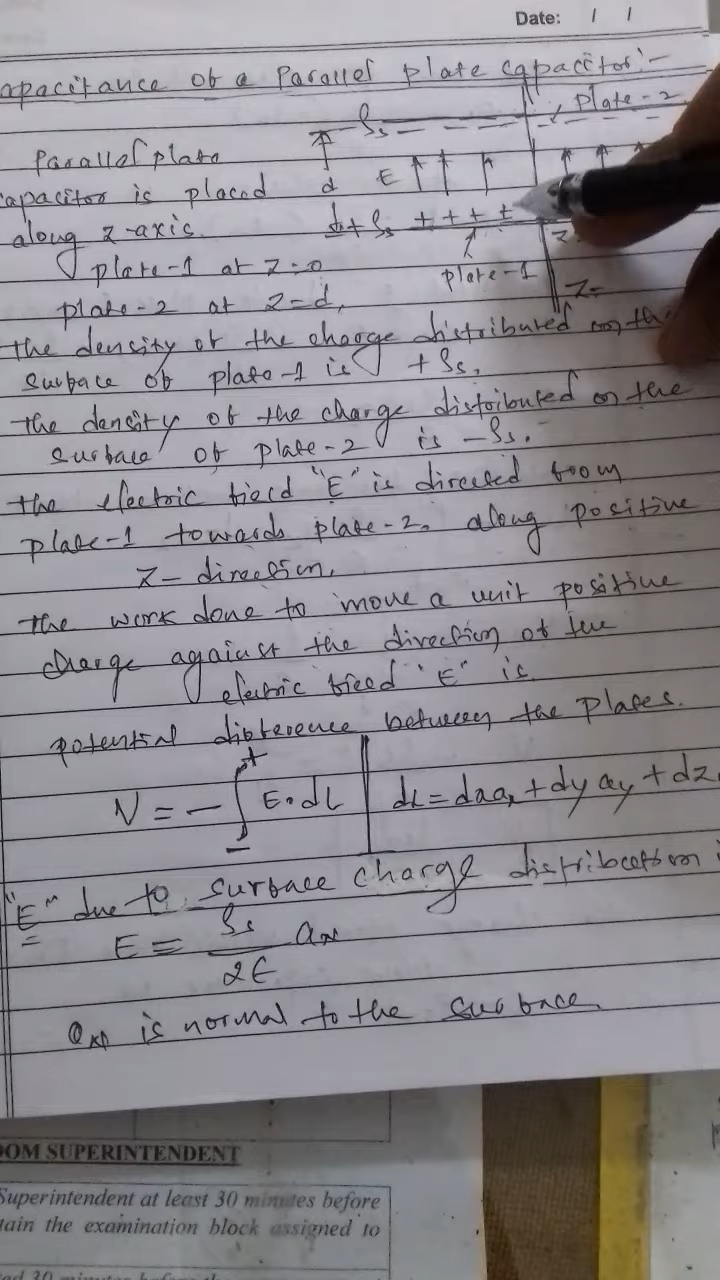 Date: / /
apacitance of a Parallel plate capacitor:-
plate-2
ρs
Parallel plate
d E
capacitor is placed
+ρs + + + +
along z-axis.
plate-1
plate-1 at z=0
plate-2 at z=d,
the density of the charge distributed on the
surface of plate-1 is +ρs,
the density of the charge distributed on the
surface of plate-2 is -ρs.
the electric field "E" is directed from
plate-1 towards plate-2, along positive
z-direction,
the work done to move a unit positive
charge against the direction of the
electric field "E" is
potential difference between the plates.
V = -∫ E·dL | dL = dxax + dy ay + dz
+
-
"E" due to surface charge distribution
E = ρs/2ϵ aN
aN is normal to the surface.
OOM SUPERINTENDENT
Superintendent at least 30 minutes before
tain the examination block assigned to